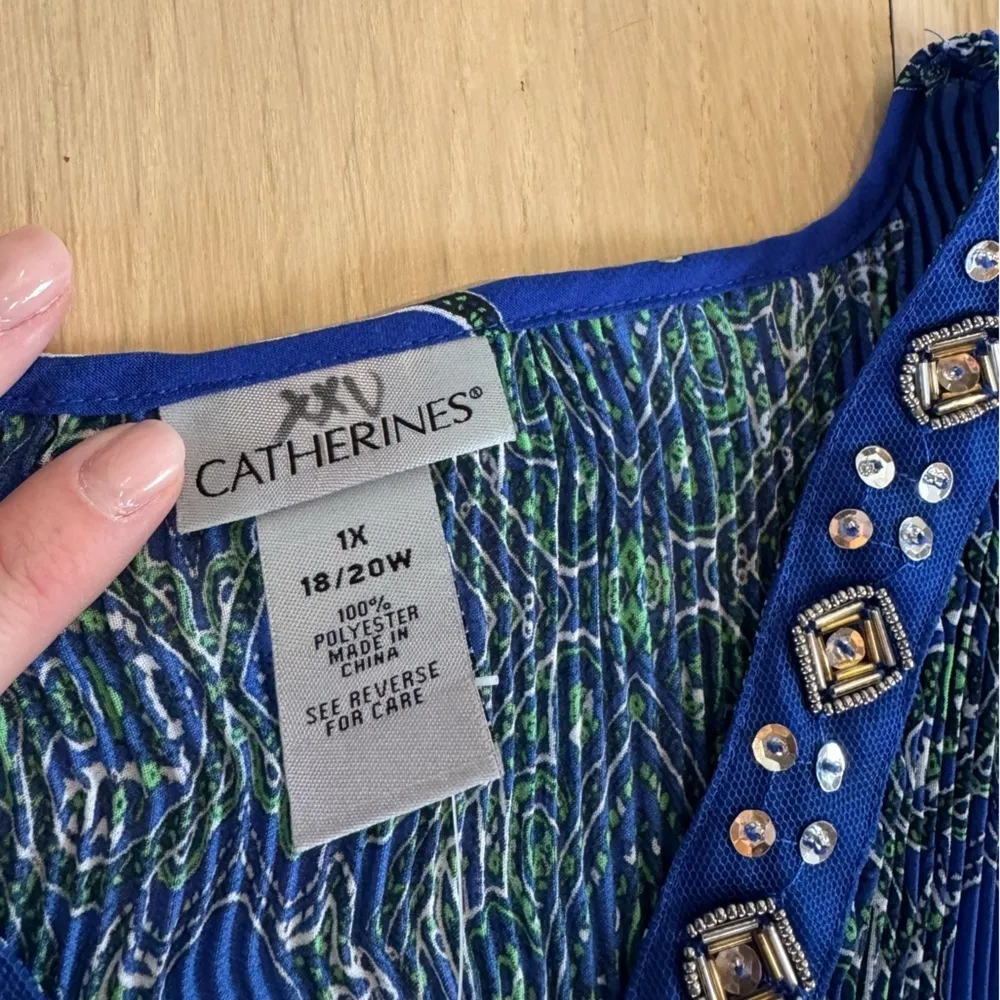 XXV
CATHERINES®
1X
18/20W
100%
POLYESTER
MADE IN
CHINA
SEE REVERSE
FOR CARE